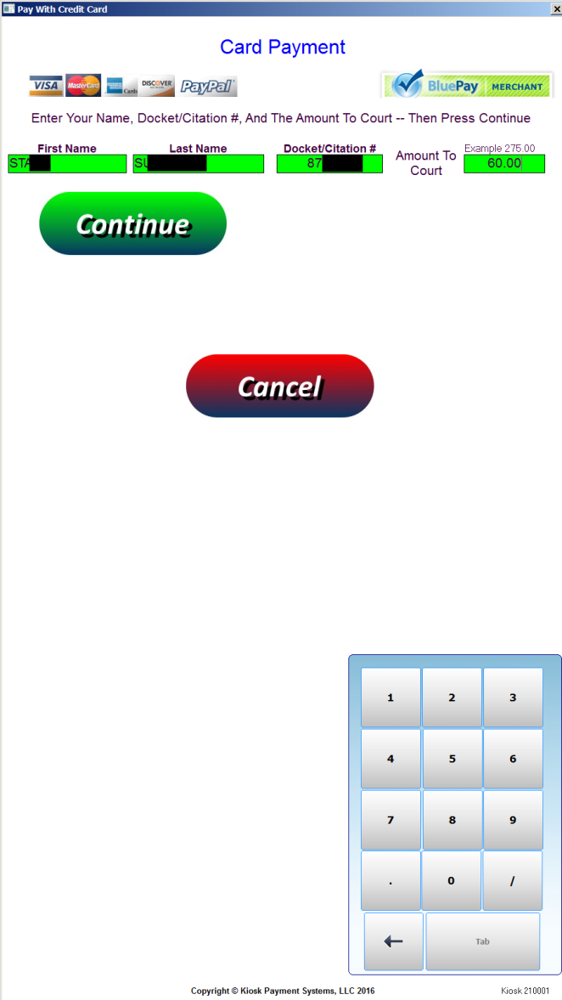 Pay With Credit Card
Card Payment
VISA MasterCard AMERICAN EXPRESS Cards DISCOVER NETWORK PayPal BluePay MERCHANT
Enter Your Name, Docket/Citation #, And The Amount To Court -- Then Press Continue
First Name Last Name Docket/Citation # Amount To Court Example 275.00
STA SU 87 60.00
Continue
Cancel
1 2 3
4 5 6
7 8 9
. 0 /
Tab
Copyright © Kiosk Payment Systems, LLC 2016 Kiosk 210001